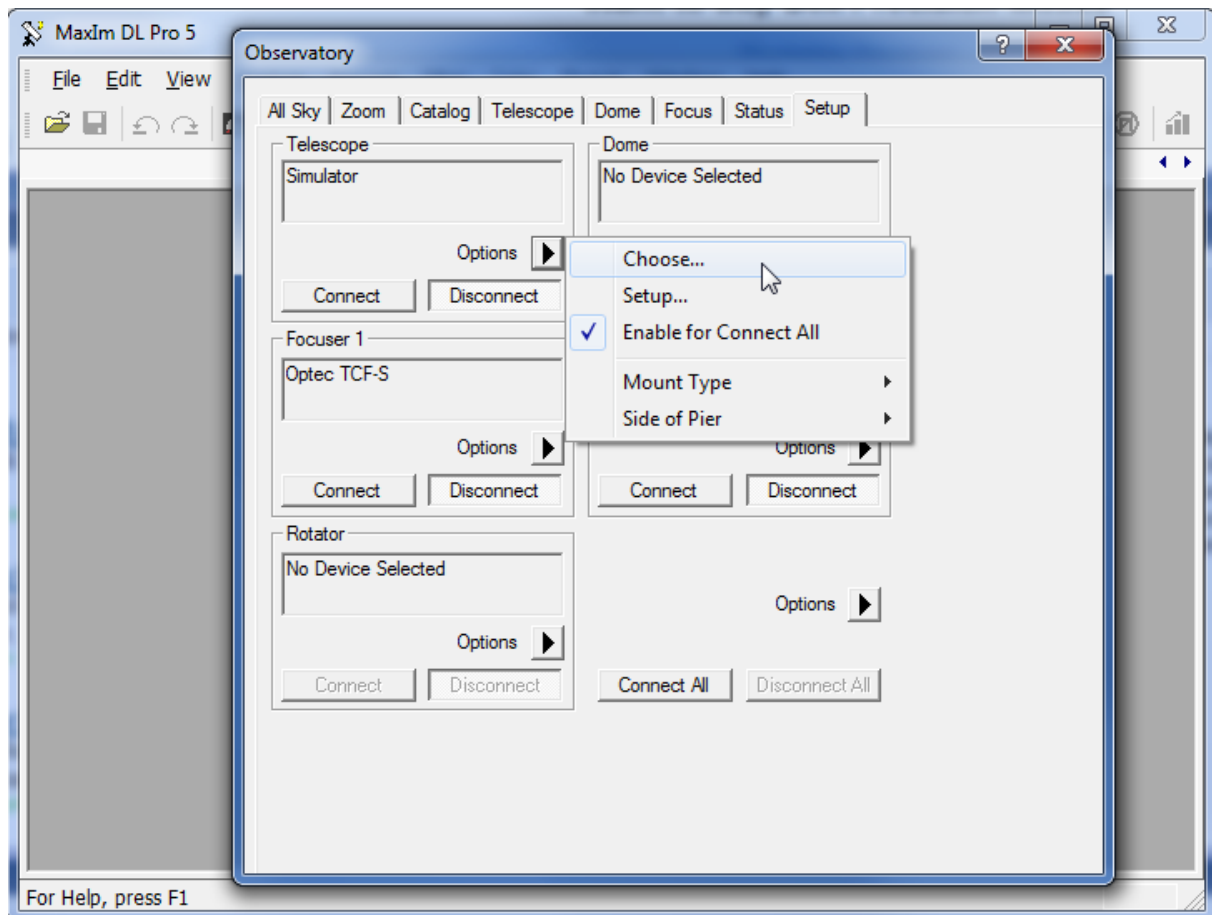 MaxIm DL Pro 5
File Edit View
Observatory
All Sky Zoom Catalog Telescope Dome Focus Status Setup
Telescope
Simulator
Options
Connect Disconnect
Dome
No Device Selected
Choose...
Setup...
Enable for Connect All
Mount Type
Side of Pier
Focuser 1
Optec TCF-S
Options
Connect Disconnect
Options
Connect Disconnect
Rotator
No Device Selected
Options
Connect Disconnect
Options
Connect All Disconnect All
For Help, press F1